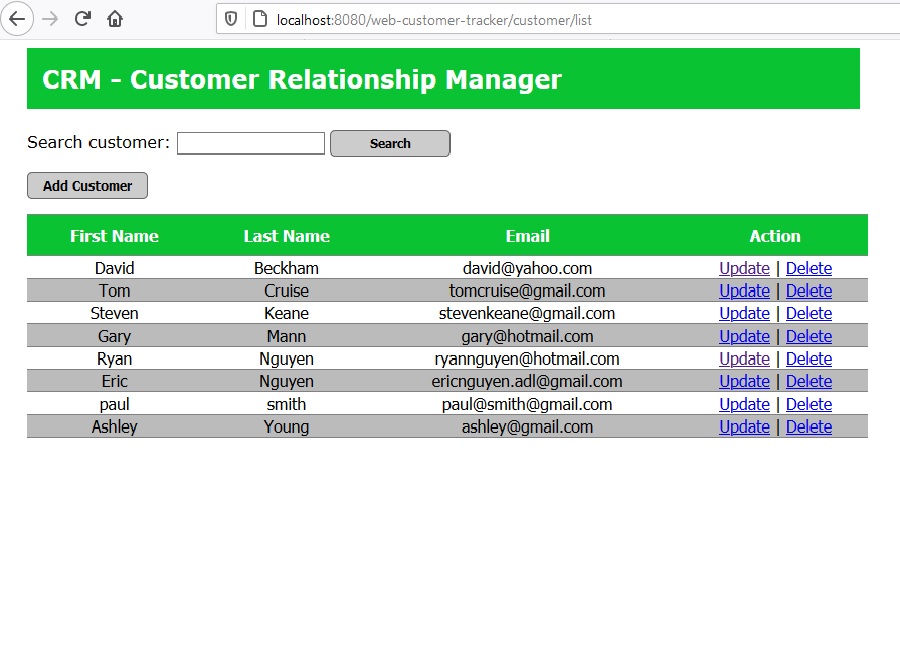 localhost:8080/web-customer-tracker/customer/list
CRM - Customer Relationship Manager
Search customer: Search
Add Customer
First Name Last Name Email Action
David Beckham david@yahoo.com Update | Delete
Tom Cruise tomcruise@gmail.com Update | Delete
Steven Keane stevenkeane@gmail.com Update | Delete
Gary Mann gary@hotmail.com Update | Delete
Ryan Nguyen ryannguyen@hotmail.com Update | Delete
Eric Nguyen ericnguyen.adl@gmail.com Update | Delete
paul smith paul@smith@gmail.com Update | Delete
Ashley Young ashley@gmail.com Update | Delete